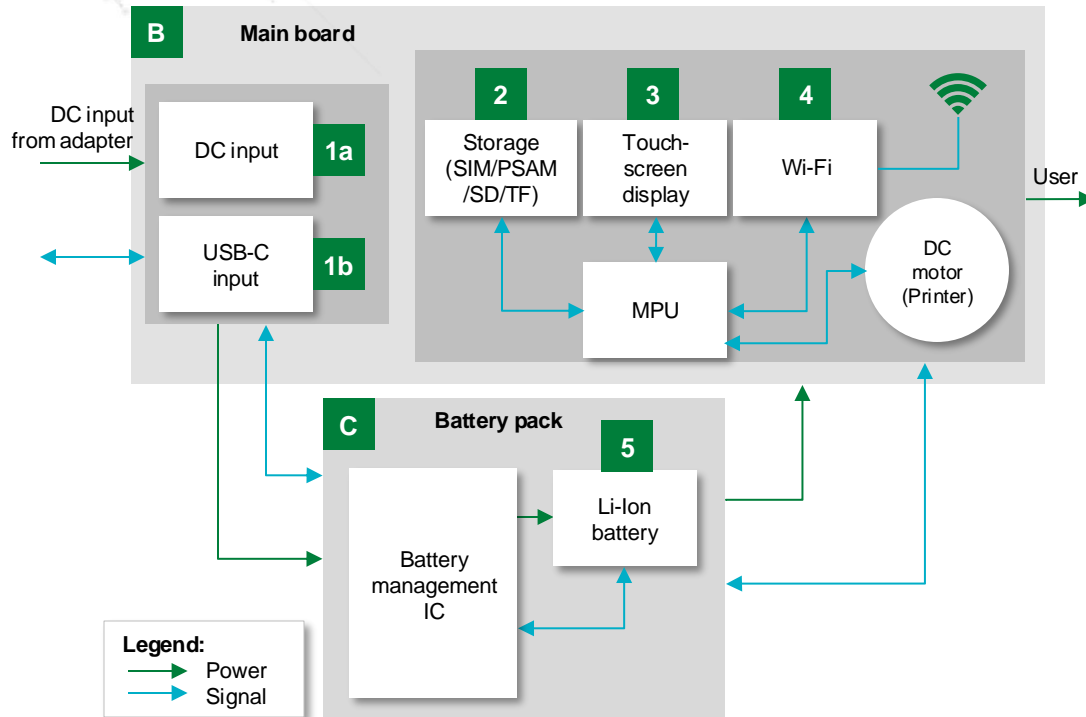 B
Main board
DC input
from adapter
DC input
1a
USB-C
input
1b
2
Storage
(SIM/PSAM
/SD/TF)
3
Touch-
screen
display
4
Wi-Fi
User
MPU
DC
motor
(Printer)
C
Battery pack
5
Li-Ion
battery
Battery
management
IC
Legend:
Power
Signal